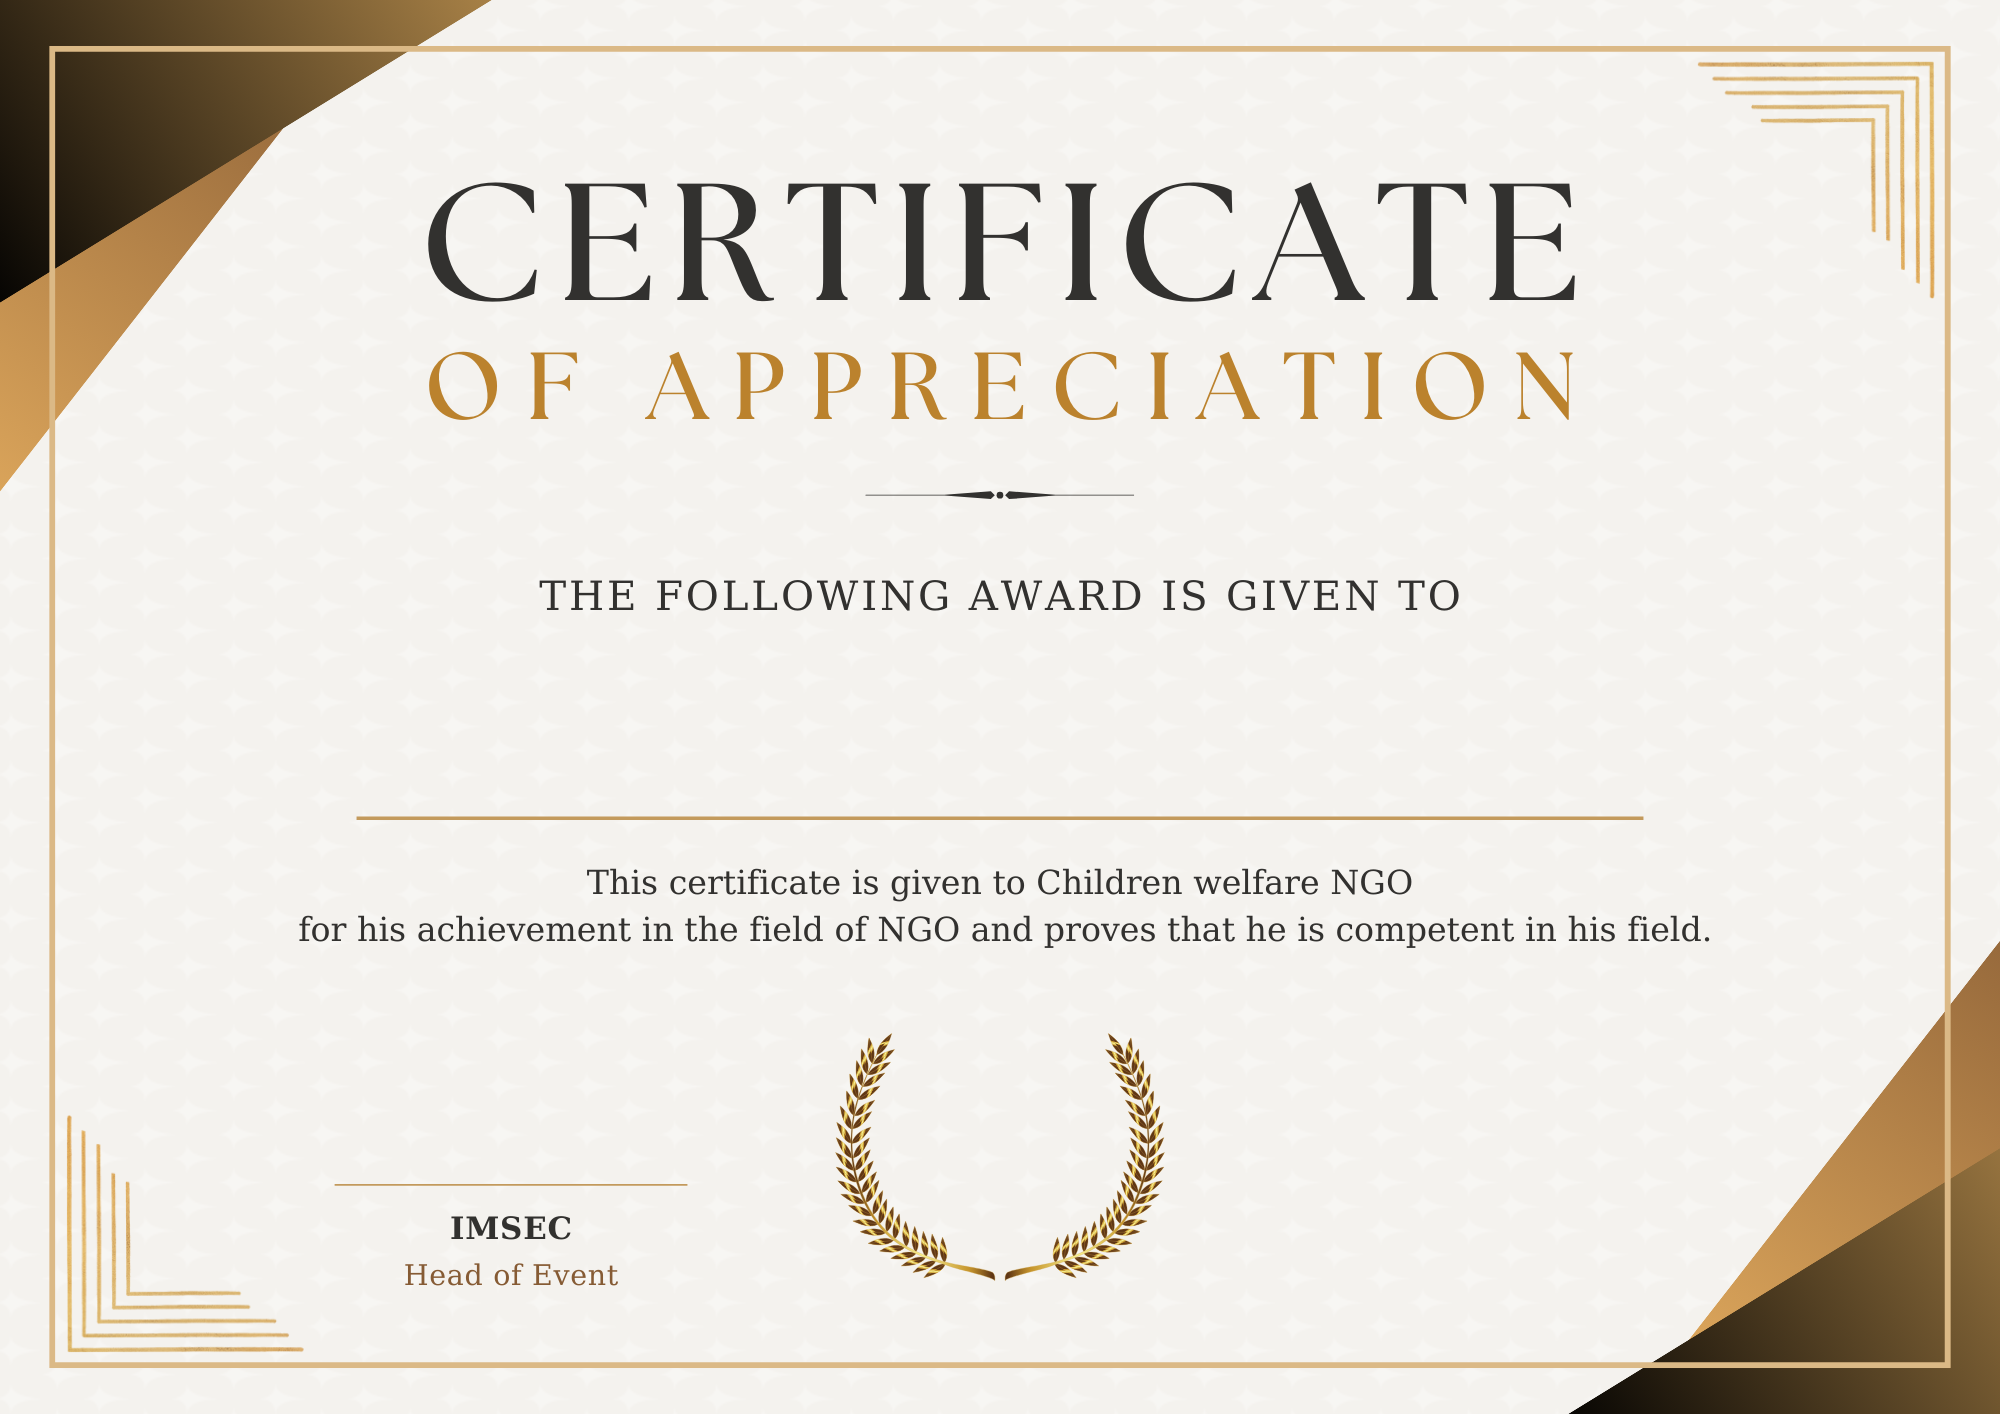 CERTIFICATE
OF APPRECIATION
THE FOLLOWING AWARD IS GIVEN TO
This certificate is given to Children welfare NGO
for his achievement in the field of NGO and proves that he is competent in his field.
IMSEC
Head of Event